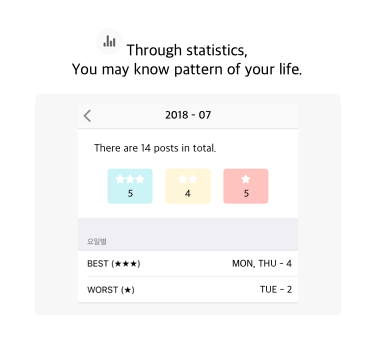 Through statistics,
You may know pattern of your life.
2018 - 07
There are 14 posts in total.
★★★ ★★ ★
5 4 5
요일별
BEST (★★★) MON, THU - 4
WORST (★) TUE - 2